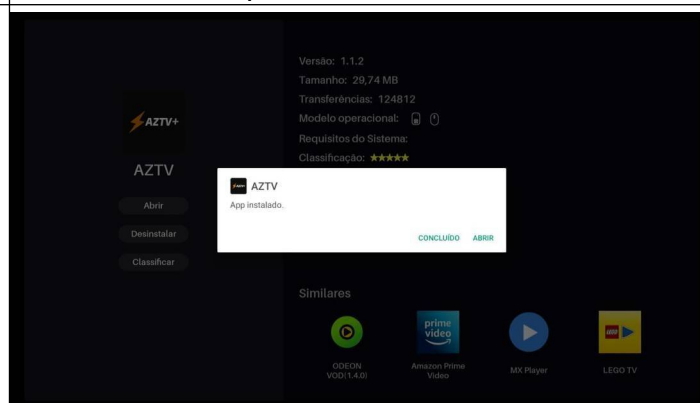 Versão: 1.1.2
Tamanho: 29,74 MB
Transferências: 124812
Modelo operacional:
Requisitos do Sistema:
Classificação: ★★★★★
AZTV+
AZTV
Abrir
Desinstalar
Classificar
AZTV
App instalado.
CONCLUÍDO ABRIR
Similares
prime
video
ODEON
VOD(1.4.0)
Amazon Prime
Video
MX Player
LEGO TV